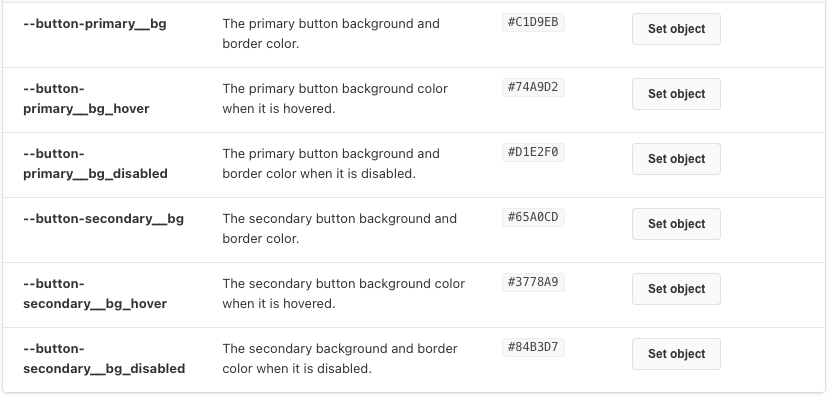 --button-primary__bg
The primary button background and
border color.
#C1D9EB
Set object
--button-
primary__bg_hover
The primary button background color
when it is hovered.
#74A9D2
Set object
--button-
primary__bg_disabled
The primary button background and
border color when it is disabled.
#D1E2F0
Set object
--button-secondary__bg
The secondary button background and
border color.
#65A0CD
Set object
--button-
secondary__bg_hover
The secondary button background color
when it is hovered.
#3778A9
Set object
--button-
secondary__bg_disabled
The secondary background and border
color when it is disabled.
#84B3D7
Set object